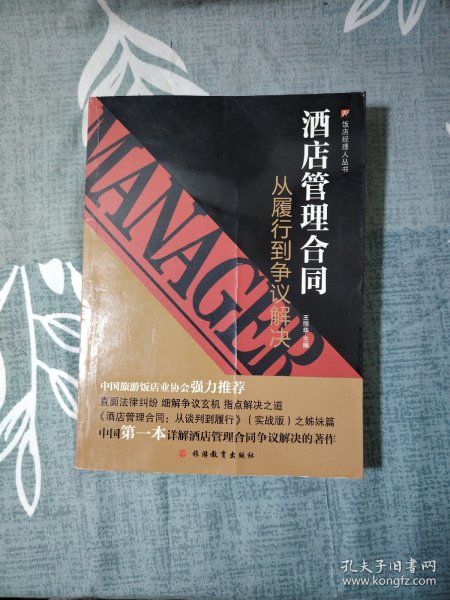 饭店经理人丛书
酒店管理合同
从履行到争议解决
王丽华 主编
MANAGER
中国旅游饭店业协会强力推荐
直面法律纠纷 细解争议玄机 指点解决之道
《酒店管理合同：从谈判到履行》（实战版）之姊妹篇
中国第一本详解酒店管理合同争议解决的著作
旅游教育出版社
孔夫子旧书网
www.kongfz.com